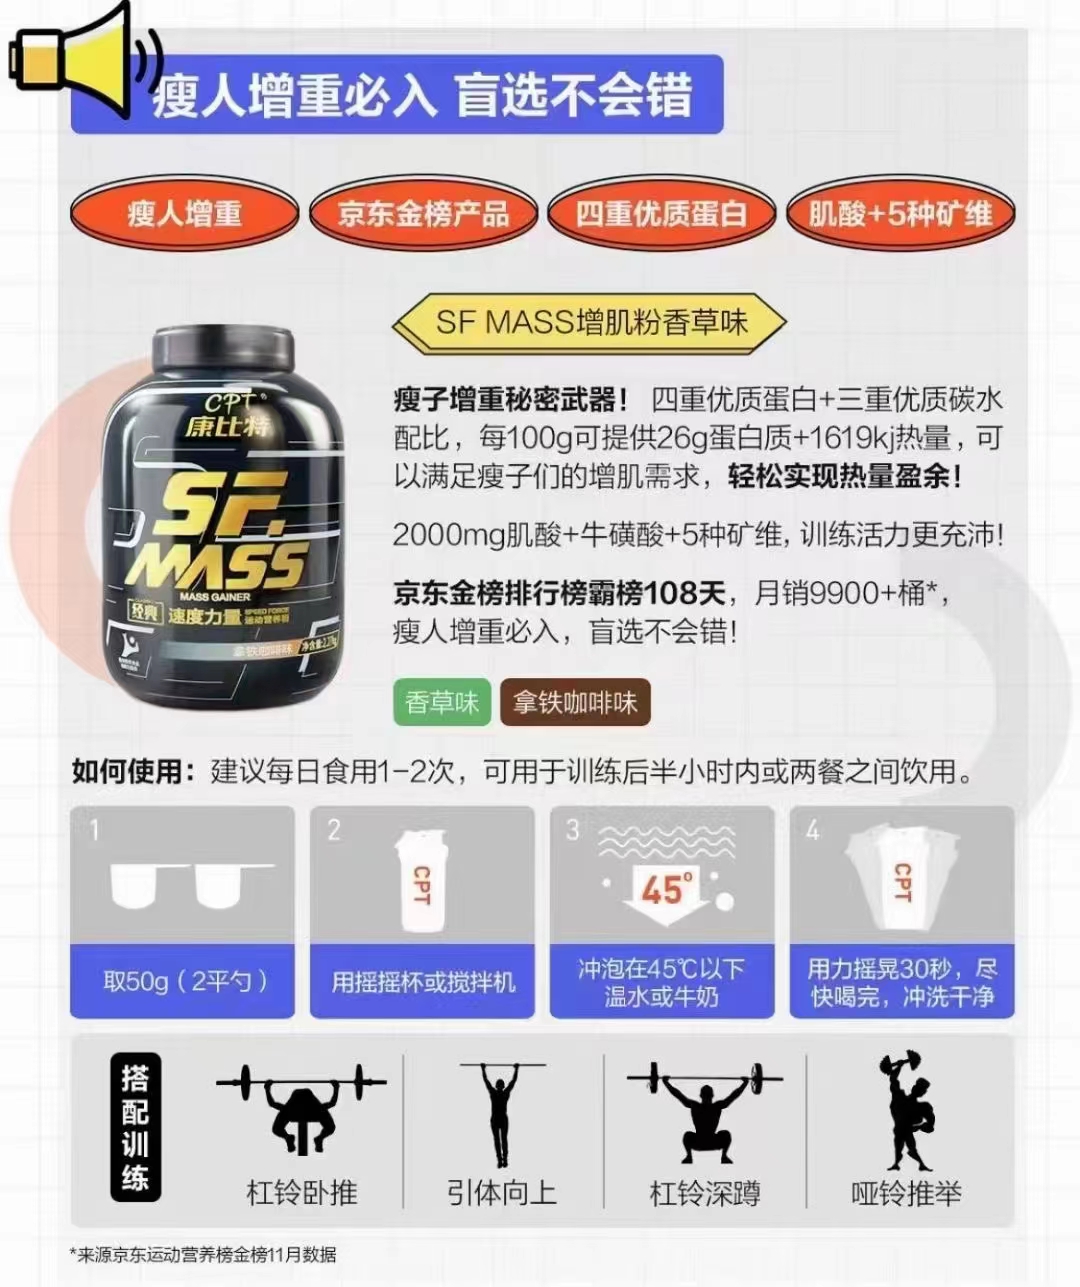 瘦人增重必入 盲选不会错
瘦人增重
京东金榜产品
四重优质蛋白
肌酸+5种矿维
SF MASS增肌粉香草味
瘦子增重秘密武器！四重优质蛋白+三重优质碳水
配比，每100g可提供26g蛋白质+1619kj热量，可
以满足瘦子们的增肌需求，轻松实现热量盈余！
2000mg肌酸+牛磺酸+5种矿维，训练活力更充沛！
京东金榜排行榜霸榜108天，月销9900+桶*，
瘦人增重必入，盲选不会错！
香草味
拿铁咖啡味
CPT®
康比特
SF.
MASS
MASS GAINER
经典
速度力量
SPEED FORCE
运动营养粉
拿铁咖啡味
如何使用：建议每日食用1-2次，可用于训练后半小时内或两餐之间饮用。
1
取50g（2平勺）
2
CPT
用摇摇杯或搅拌机
3
45°
冲泡在45℃以下
温水或牛奶
4
CPT
用力摇晃30秒，尽
快喝完，冲洗干净
搭配训练
杠铃卧推
引体向上
杠铃深蹲
哑铃推举
*来源京东运动营养榜金榜11月数据